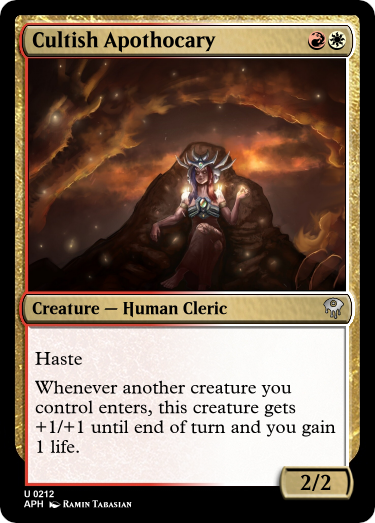 Cultish Apothocary
Creature — Human Cleric
Haste
Whenever another creature you
control enters, this creature gets
+1/+1 until end of turn and you gain
1 life.
2/2
U 0212
APH Ramin Tabasian